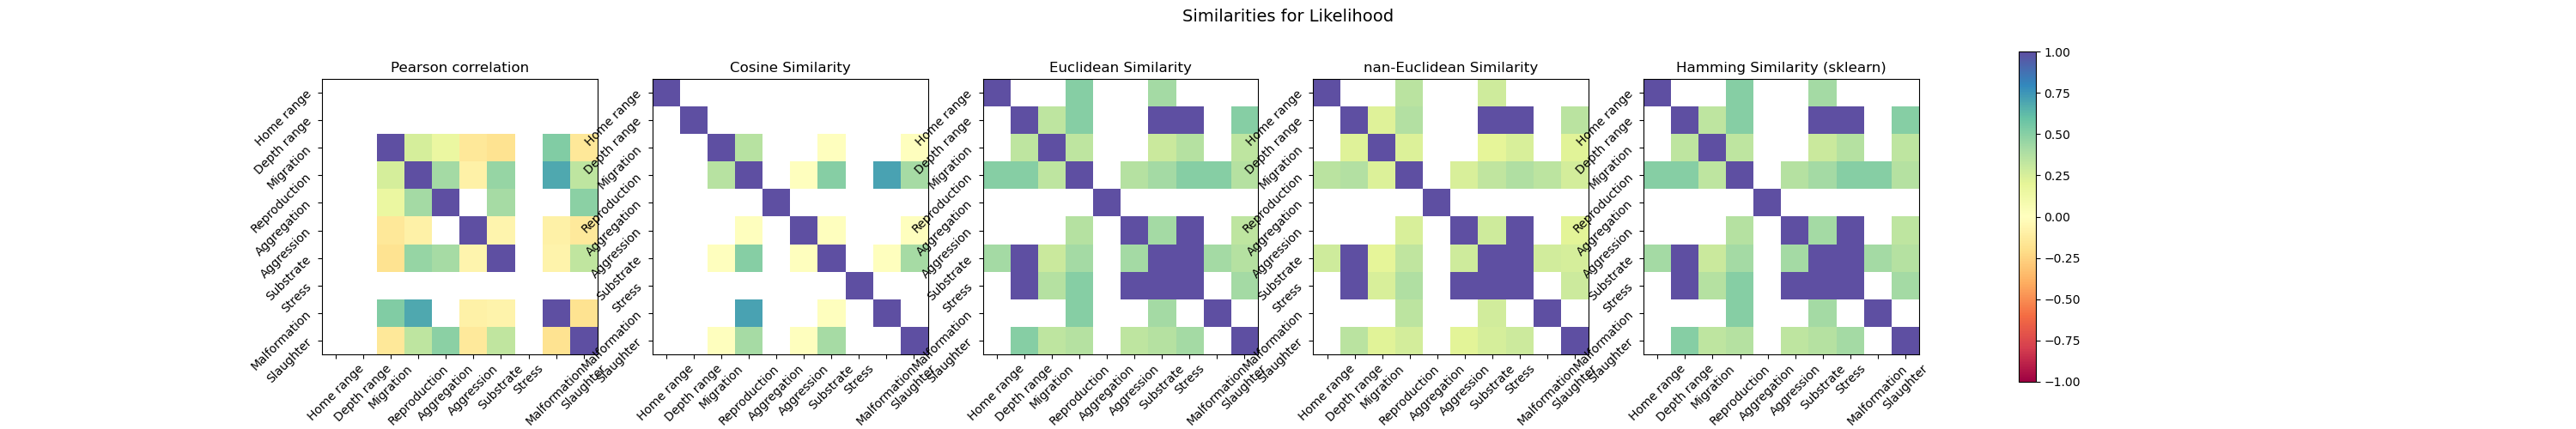 Similarities for Likelihood
Pearson correlation
Home range
Depth range
Migration
Reproduction
Aggregation
Aggression
Substrate
Stress
Malformation
Slaughter
Home range
Depth range
Migration
Reproduction
Aggregation
Aggression
Substrate
Stress
Malformation
Slaughter
Cosine Similarity
Home range
Depth range
Migration
Reproduction
Aggregation
Aggression
Substrate
Stress
Malformation
Slaughter
Home range
Depth range
Migration
Reproduction
Aggregation
Aggression
Substrate
Stress
Malformation
Slaughter
Euclidean Similarity
Home range
Depth range
Migration
Reproduction
Aggregation
Aggression
Substrate
Stress
Malformation
Slaughter
Home range
Depth range
Migration
Reproduction
Aggregation
Aggression
Substrate
Stress
Malformation
Slaughter
nan-Euclidean Similarity
Home range
Depth range
Migration
Reproduction
Aggregation
Aggression
Substrate
Stress
Malformation
Slaughter
Home range
Depth range
Migration
Reproduction
Aggregation
Aggression
Substrate
Stress
Malformation
Slaughter
Hamming Similarity (sklearn)
Home range
Depth range
Migration
Reproduction
Aggregation
Aggression
Substrate
Stress
Malformation
Slaughter
Home range
Depth range
Migration
Reproduction
Aggregation
Aggression
Substrate
Stress
Malformation
Slaughter
1.00
0.75
0.50
0.25
0.00
−0.25
−0.50
−0.75
−1.00